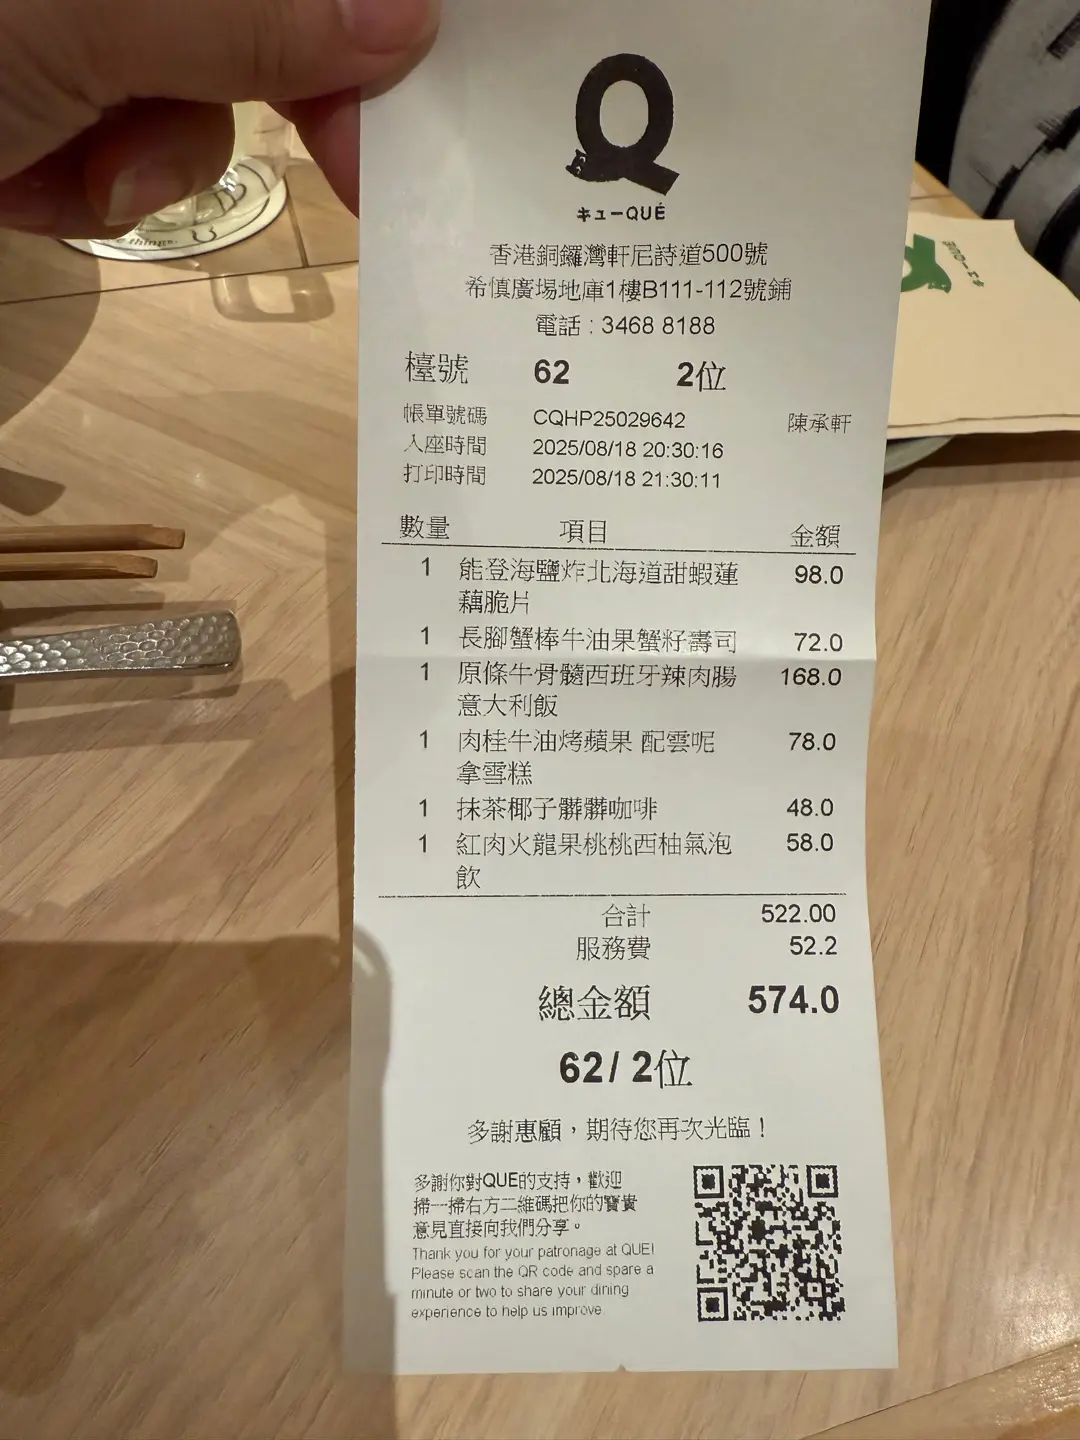 Q
キューQUÉ
香港銅鑼灣軒尼詩道500號
希慎廣場地庫1樓B111-112號鋪
電話 : 3468 8188
檯號 62 2位
帳單號碼 CQHP25029642 陳承軒
入座時間 2025/08/18 20:30:16
打印時間 2025/08/18 21:30:11
數量 項目 金額
1 能登海鹽炸北海道甜蝦蓮 98.0
藕脆片
1 長腳蟹棒牛油果蟹籽壽司 72.0
1 原條牛骨髓西班牙辣肉腸 168.0
意大利飯
1 肉桂牛油烤蘋果 配雲呢 78.0
拿雪糕
1 抹茶椰子髒髒咖啡 48.0
1 紅肉火龍果桃桃西柚氣泡 58.0
飲
合計 522.00
服務費 52.2
總金額 574.0
62/ 2位
多謝惠顧，期待您再次光臨！
多謝你對QUE的支持，歡迎
掃一掃右方二維碼把你的寶貴
意見直接向我們分享。
Thank you for your patronage at QUE!
Please scan the QR code and spare a
minute or two to share your dining
experience to help us improve.
things.
キューQUÉ